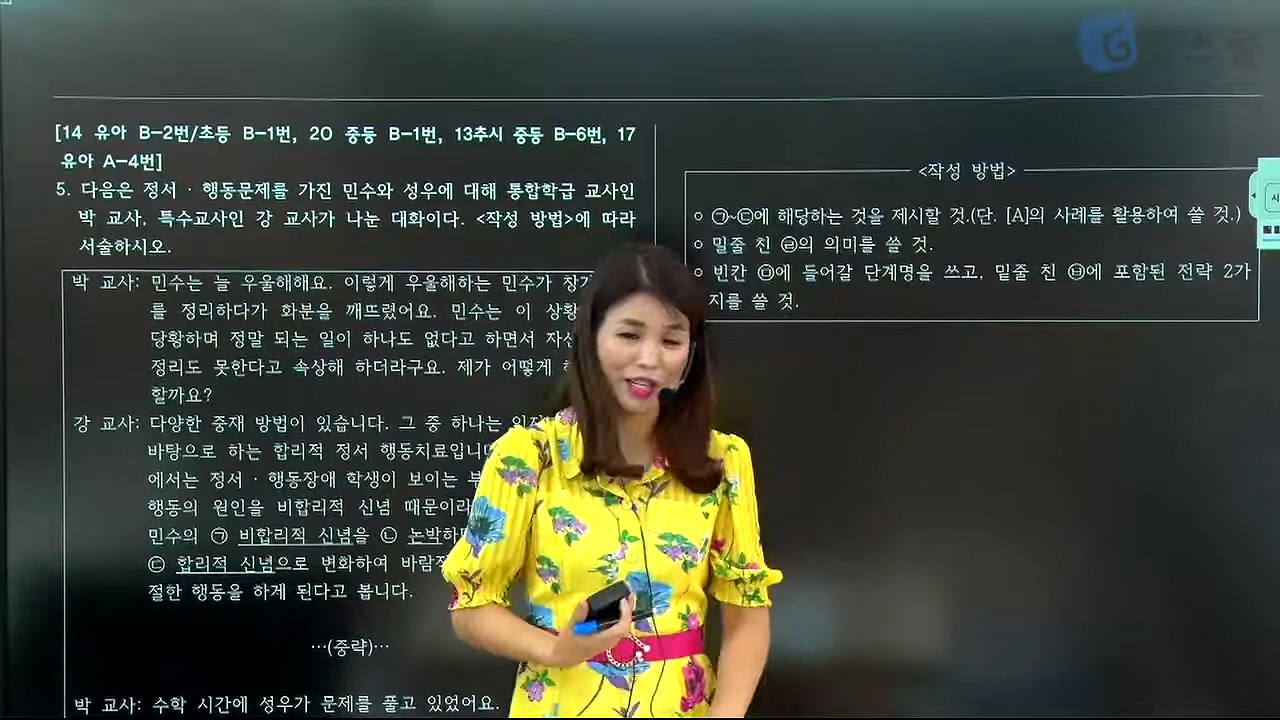 [14 유아 B-2번/초등 B-1번, 20 중등 B-1번, 13추시 중등 B-6번, 17
유아 A-4번]
5. 다음은 정서ㆍ행동문제를 가진 민수와 성우에 대해 통합학급 교사인
박 교사, 특수교사인 강 교사가 나눈 대화이다. <작성 방법>에 따라
서술하시오.
박 교사: 민수는 늘 우울해해요. 이렇게 우울해하는 민수가
를 정리하다가 화분을 깨뜨렸어요. 민수는 이
당황하며 정말 되는 일이 하나도 없다고 하면서
정리도 못한다고 속상해 하더라구요. 제가 어떻게
할까요?
강 교사: 다양한 중재 방법이 있습니다. 그 중 하나는
바탕으로 하는 합리적 정서
에서는 정서ㆍ행동장애 학생이 보이는
행동의 원인을 비합리적 신념
민수의 ㉠ 비합리적 신념을 ㉡
㉢ 합리적 신념으로 변화하여
절한 행동을 하게 된다고 봅니다.
…(중략)…
박 교사: 수학 시간에 성우가 문제를 풀고 있었어요.
<작성 방법>
○ ㉠~㉢에 해당하는 것을 제시할 것.(단, [A]의 사례를 활용하여 쓸 것.)
○ 밑줄 친 ㉣의 의미를 쓸 것.
○ 빈칸 ㉤에 들어갈 단계명을 쓰고, 밑줄 친 ㉥에 포함된 전략 2가
지를 쓸 것.